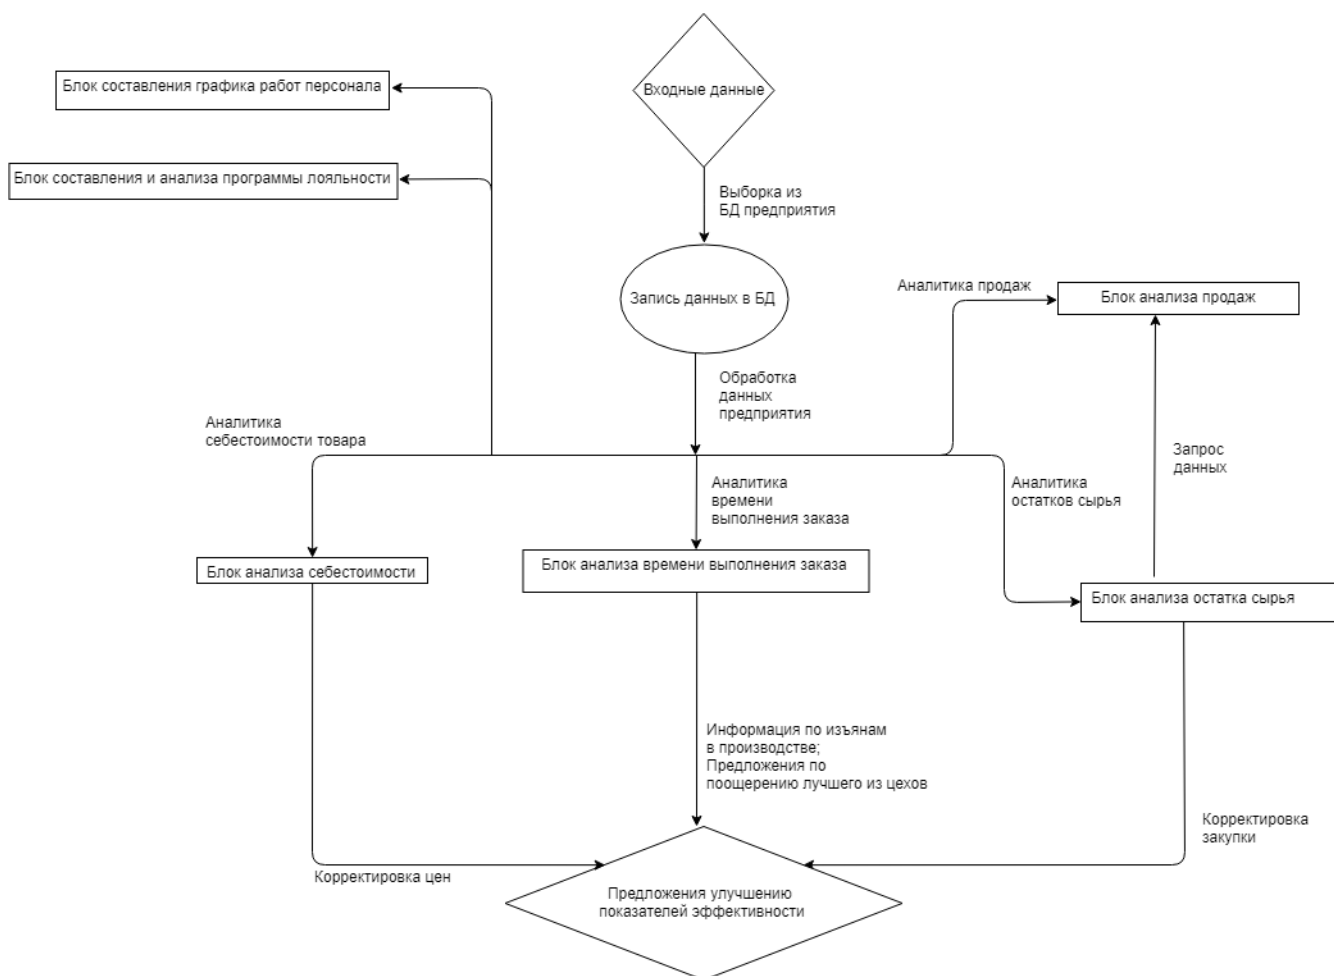 Блок составления графика работ персонала
Входные данные
Блок составления и анализа программы лояльности
Выборка из
БД предприятия
Запись данных в БД
Аналитика продаж
Блок анализа продаж
Обработка
данных
предприятия
Аналитика
себестоимости товара
Запрос
данных
Аналитика
времени
выполнения заказа
Аналитика
остатков сырья
Блок анализа себестоимости
Блок анализа времени выполнения заказа
Блок анализа остатка сырья
Информация по изъянам
в производстве;
Предложения по
поощерению лучшего из цехов
Корректировка
закупки
Корректировка цен
Предложения улучшению
показателей эффективности